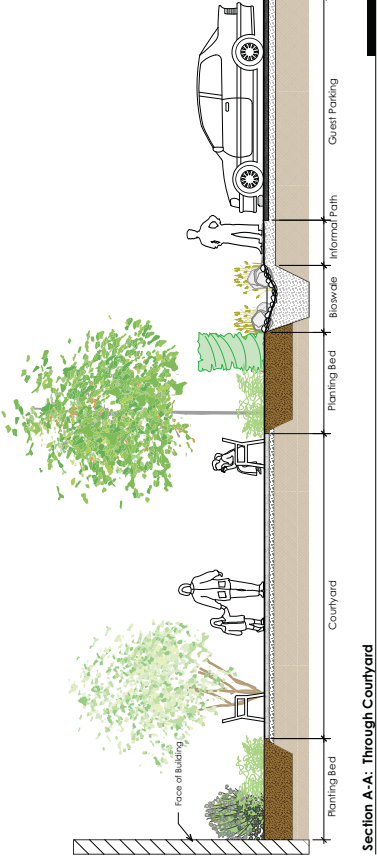 Face of Building
Planting Bed
Courtyard
Planting Bed
Bioswale
Informal Path
Guest Parking
Section A-A: Through Courtyard